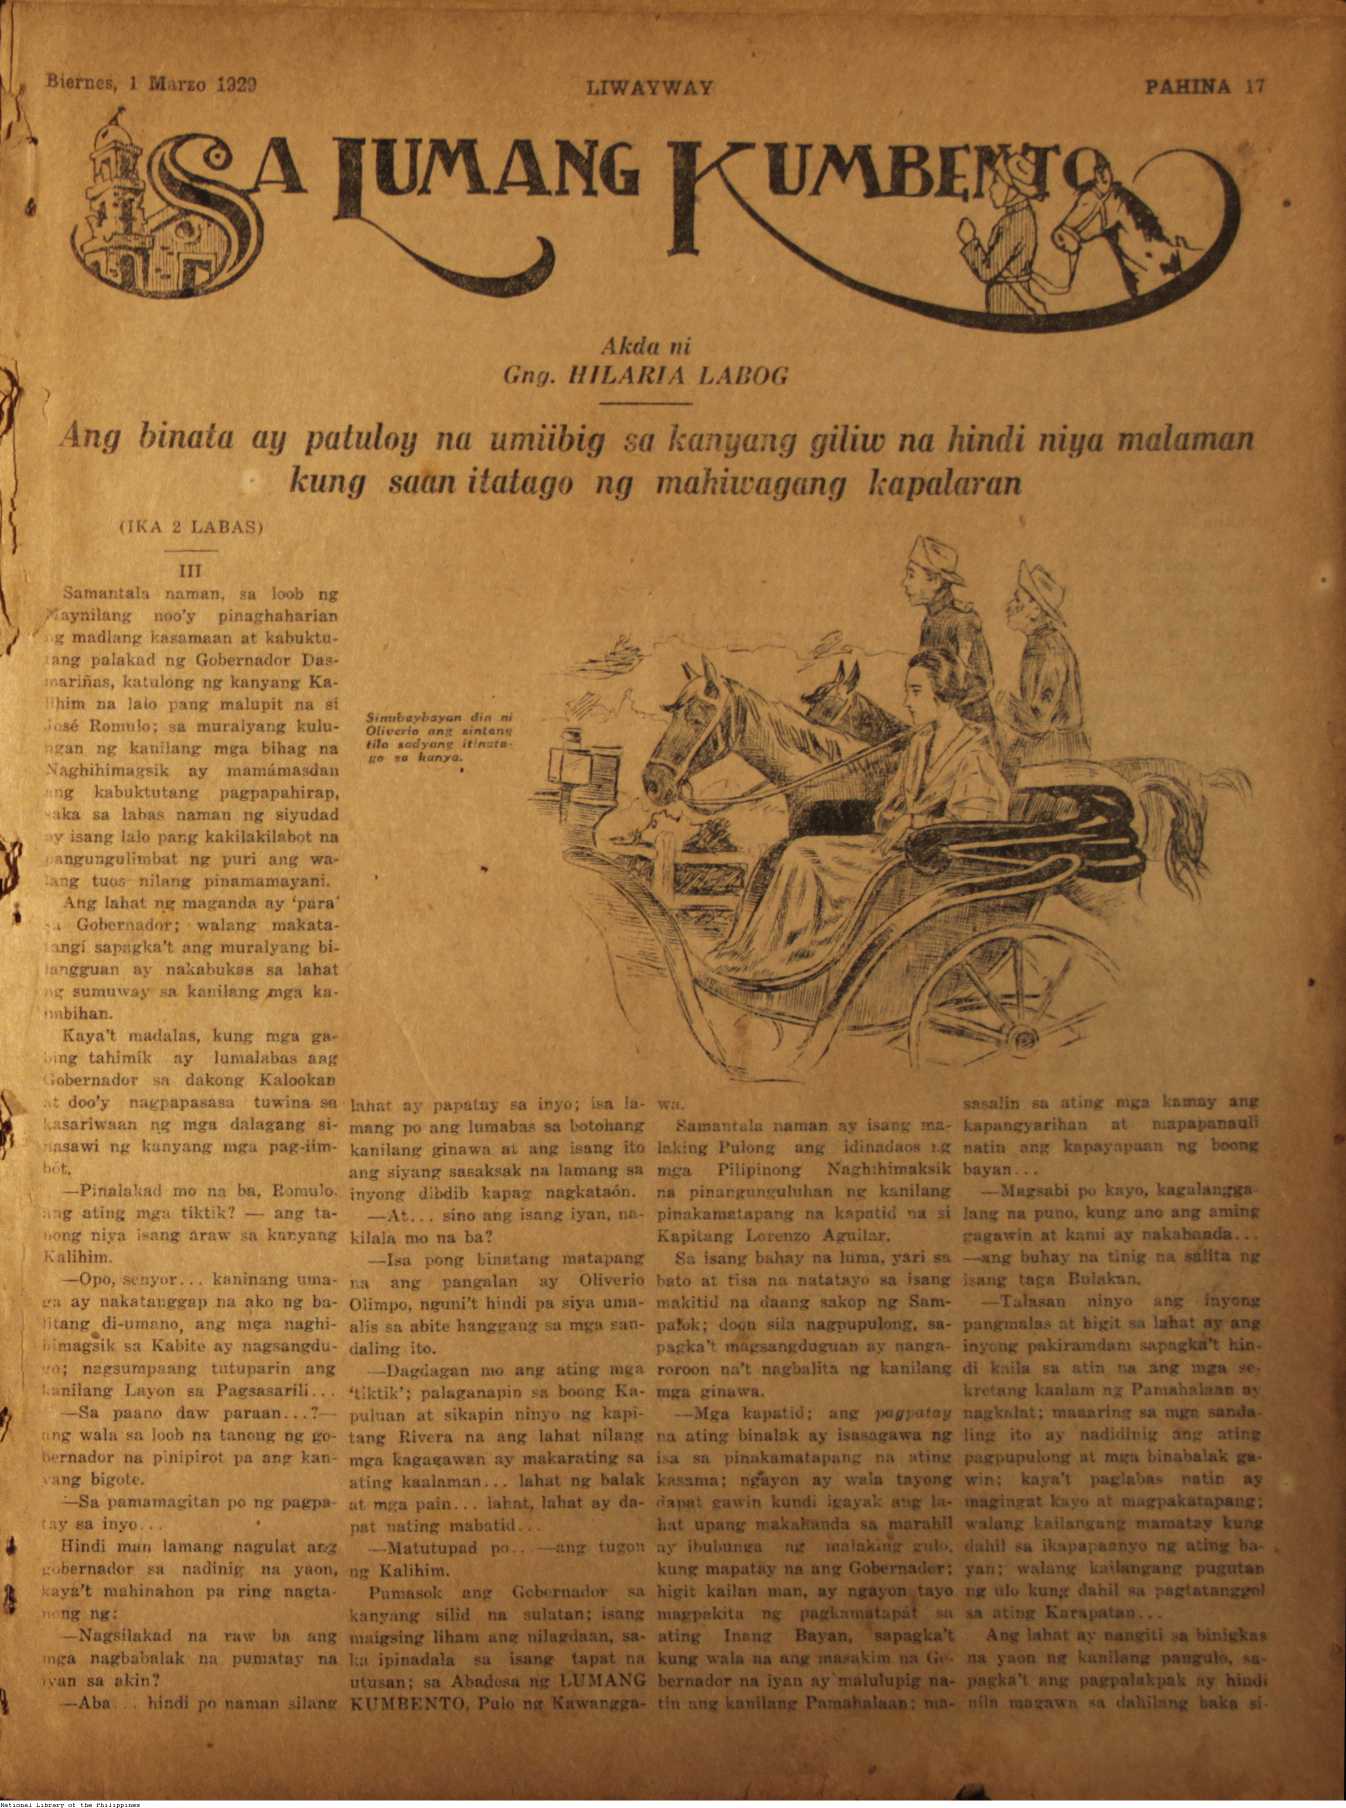 Biernes, 1 Marzo 1929
LIWAYWAY
PAHINA 17
SA LUMANG KUMBENTO
Akda ni
Gng. HILARIA LABOG
Ang binata ay patuloy na umiibig sa kanyang giliw na hindi niya malaman
kung saan itatago ng mahiwagang kapalaran
(IKA 2 LABAS)
III
Samantala naman, sa loob ng
Maynilang noo'y pinaghaharian
ng madlang kasamaan at kabuktu-
tang palakad ng Gobernador Das-
mariñas, katulong ng kanyang Ka-
lihim na lalo pang malupit na si
José Romulo; sa muralyang kulu-
ngan ng kanilang mga bihag na
Naghihimagsik ay mamámasdan
ang kabuktutang pagpapahirap,
saka sa labas naman ng siyudad
ay isang lalo pang kakilakilabot na
pangungulimbat ng puri ang wa-
lang tuos nilang pinamamayani.
Ang lahat ng maganda ay 'para'
sa Gobernador; walang makata-
tangí sapagka't ang muralyang bi-
langguan ay nakabukas sa lahat
ng sumuway sa kanilang mga ka-
ibihan.
Kaya't madalas, kung mga ga-
bing tahimik ay lumalabas ang
Gobernador sa dakong Kalookan
at doo'y nagpapasasa tuwina sa
kasariwaan ng mga dalagang si-
nasawi ng kanyang mga pag-iim-
bót.
—Pinalakad mo na ba, Romulo,
ang ating mga tiktik? — ang ta-
nong niya isang araw sa kanyang
Kalihim.
—Opo, senyor... kaninang uma-
ga ay nakatanggap na ako ng ba-
litang di-umano, ang mga naghi-
himagsik sa Kabite ay nagsangdu-
go; nagsumpaang tutuparin ang
kanilang Layon sa Pagsasarili...
—Sa paano daw paraan...?—
ang wala sa loob na tanong ng go-
bernador na pinipirot pa ang kan-
yang bigote.
—Sa pamamagitan po ng pagpa-
tay sa inyo...
Hindi man lamang nagulat ang
gobernador sa nadinig na yaon,
kaya't mahinahon pa ring nagta-
nong ng:
—Nagsilakad na raw ba ang
mga nagbabalak na pumatay na
iyan sa akin?
—Aba... hindi po naman silang
Sinubaybayan din ni
Oliverio ang sintang
tila sadyang itinata-
go sa kanya.
lahat ay papatay sa inyo; isa la-
mang po ang lumabas sa botohang
kanilang ginawa at ang isang ito
ang siyang sasaksak na lamang sa
inyong dibdib kapag nagkataón.
—At... sino ang isang iyan, na-
kilala mo na ba?
—Isa pong binatang matapang
na ang pangalan ay Oliverio
Olimpo, nguni't hindi pa siya uma-
alis sa abite hanggang sa mga san-
daling ito.
—Dagdagan mo ang ating mga
'tiktik'; palaganapin sa boong Ka-
puluan at sikapin ninyo ng kapi-
tang Rivera na ang lahat nilang
mga kagagawan ay makarating sa
ating kaalaman... lahat ng balak
at mga pain... lahat, lahat ay da-
pat nating mabatid...
—Matutupad po... —ang tugon
ng Kalihim.
Pumasok ang Gobernador sa
kanyang silid na sulatan; isang
maigsing liham ang nilagdaan, sa-
ka ipinadala sa isang tapat na
utusan; sa Abadesa ng LUMANG
KUMBENTO, Pulo ng Kawangga-
wa.
Samantala naman ay isang ma-
laking Pulong ang idinadaos ng
mga Pilipinong Naghihimaksik
na pinangunguluhan ng kanilang
pinakamatapang na kapatid na si
Kapitang Lorenzo Aguilar.
Sa isang bahay na luma, yari sa
bato at tisa na natatayo sa isang
makitid na daang sakop ng Sam-
palok; doon sila nagpupulong, sa-
pagka't magsangduguan ay nanga-
roroon na't nagbalita ng kanilang
mga ginawa.
—Mga kapatid; ang pagpatay
na ating binalak ay isasagawa ng
isa sa pinakamatapang na ating
kasama; ngayon ay wala tayong
dapat gawin kundi igayak ang la-
hat upang makahanda sa marahil
ay ibubunga ng malaking gulo,
kung mapatay na ang Gobernador;
higit kailan man, ay ngayon tayo
magpakita ng pagkamatapát sa
ating Inang Bayan, sapagka't
kung wala na ang masakim na Go-
bernador na iyan ay malulupig na-
tin ang kanilang Pamahalaan; ma-
sasalin sa ating mga kamay ang
kapangyarihan at mapapanauli
natin ang kapayapaan ng boong
bayan...
—Magsabi po kayo, kagalangga-
lang na puno, kung ano ang aming
gagawin at kami ay nakahanda...
—ang buhay na tinig na salita ng
isang taga Bulakan.
—Talasan ninyo ang inyong
pangmalas at higit sa lahat ay ang
inyong pakiramdam sapagka't hin-
di kaila sa atin na ang mga se-
kretang kaalam ng Pamahalaan ay
nagkalat; maaaring sa mga sanda-
ling ito ay nadidinig ang ating
pagpupulong at mga binabalak ga-
win; kaya't paglabas natin ay
magingat kayo at magpakatapang;
walang kailangang mamatay kung
dahil sa ikapapaanyo ng ating ba-
yan; walang kailangang pugutan
ng ulo kung dahil sa pagtatanggol
sa ating Karapatan...
Ang lahat ay nangiti sa binigkas
na yaon ng kanilang pangulo, sa-
pagka't ang pagpalakpak ay hindi
nila magawa sa dahilang baka si-
National Library of the Philippines